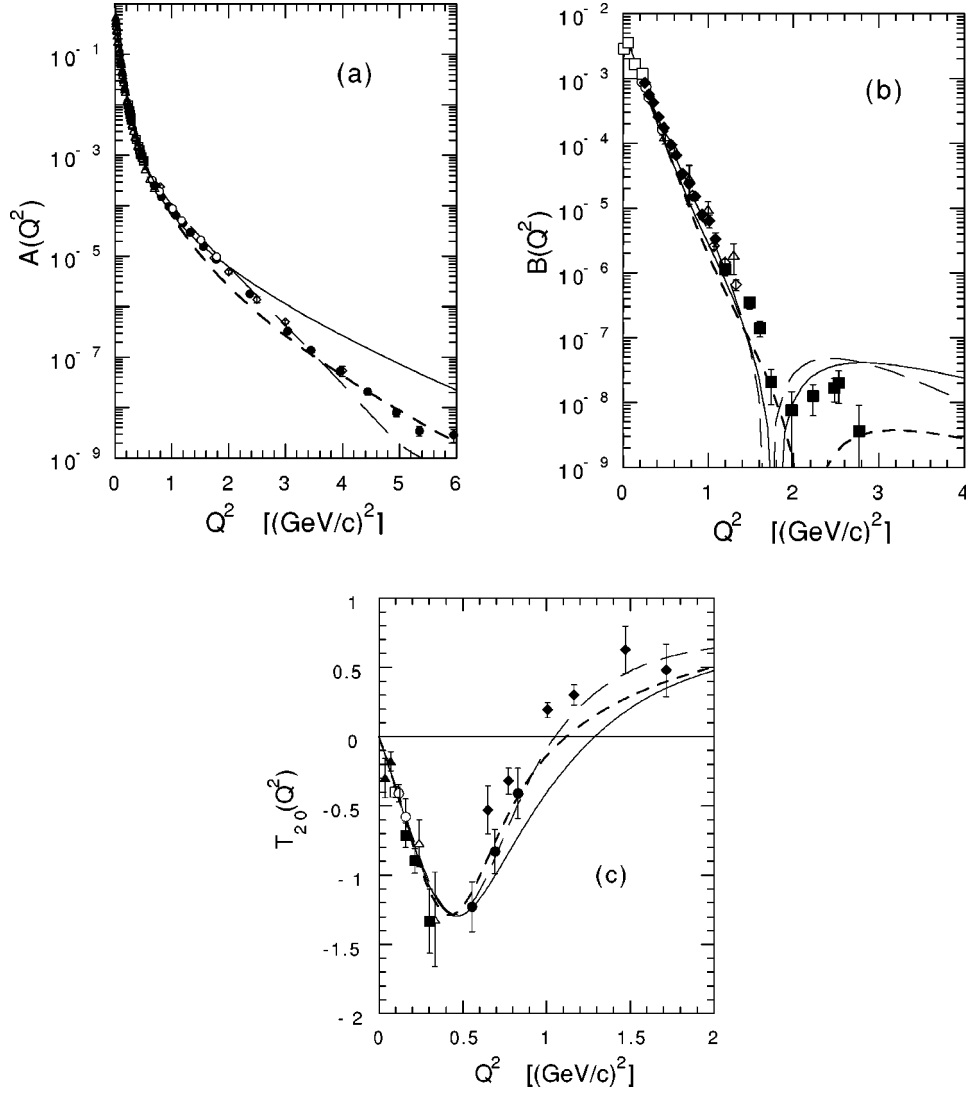 (a)
A(Q²)
10⁻¹
10⁻³
10⁻⁵
10⁻⁷
10⁻⁹
0 1 2 3 4 5 6
Q² [(GeV/c)²]
(b)
B(Q²)
10⁻²
10⁻³
10⁻⁴
10⁻⁵
10⁻⁶
10⁻⁷
10⁻⁸
10⁻⁹
0 1 2 3 4
Q² [(GeV/c)²]
(c)
T₂₀(Q²)
1
0.5
0
-0.5
-1
-1.5
-2
0 0.5 1 1.5 2
Q² [(GeV/c)²]